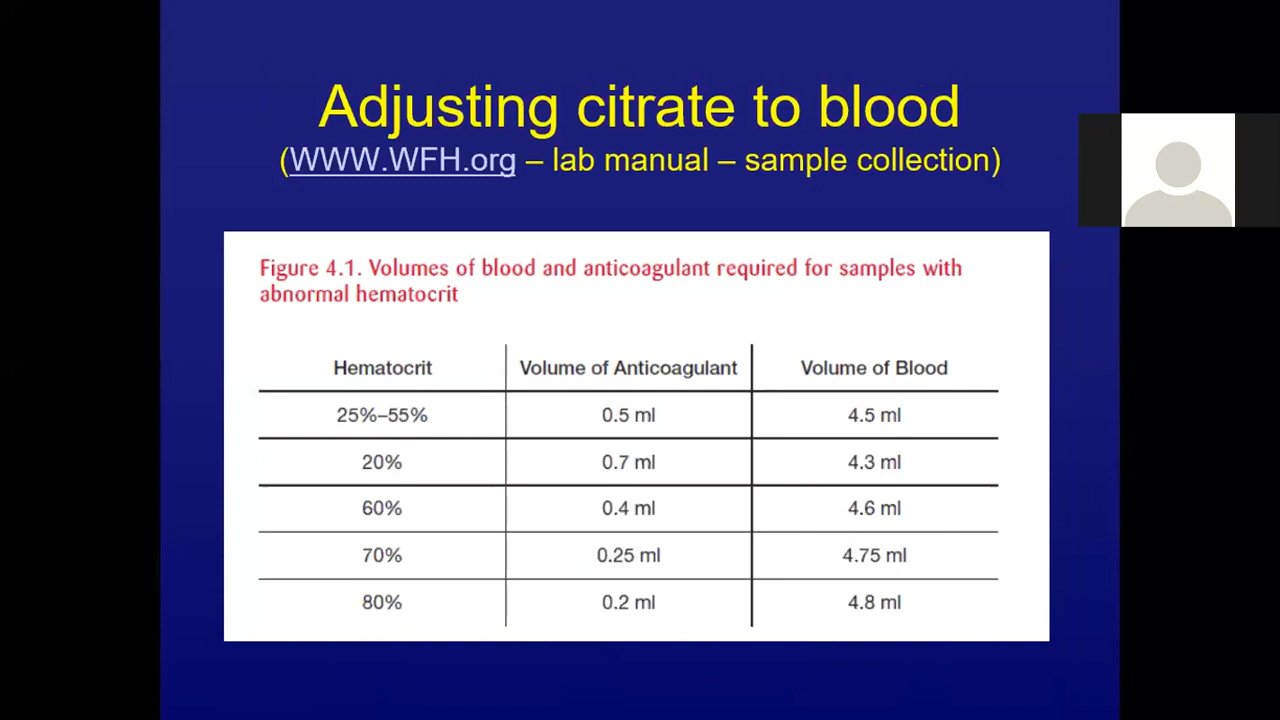 Adjusting citrate to blood
(WWW.WFH.org – lab manual – sample collection)
Figure 4.1. Volumes of blood and anticoagulant required for samples with
abnormal hematocrit
Hematocrit Volume of Anticoagulant Volume of Blood
25%–55% 0.5 ml 4.5 ml
20% 0.7 ml 4.3 ml
60% 0.4 ml 4.6 ml
70% 0.25 ml 4.75 ml
80% 0.2 ml 4.8 ml